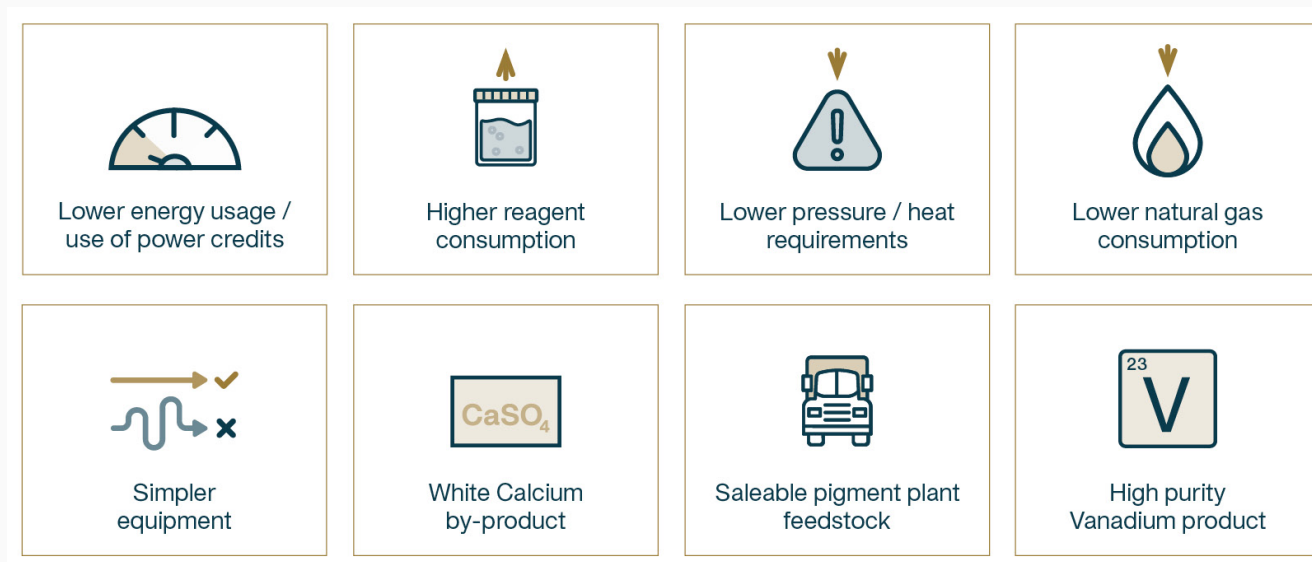 Lower energy usage /
use of power credits
Higher reagent
consumption
Lower pressure / heat
requirements
Lower natural gas
consumption
Simpler
equipment
CaSO₄
White Calcium
by-product
Saleable pigment plant
feedstock
23
V
High purity
Vanadium product